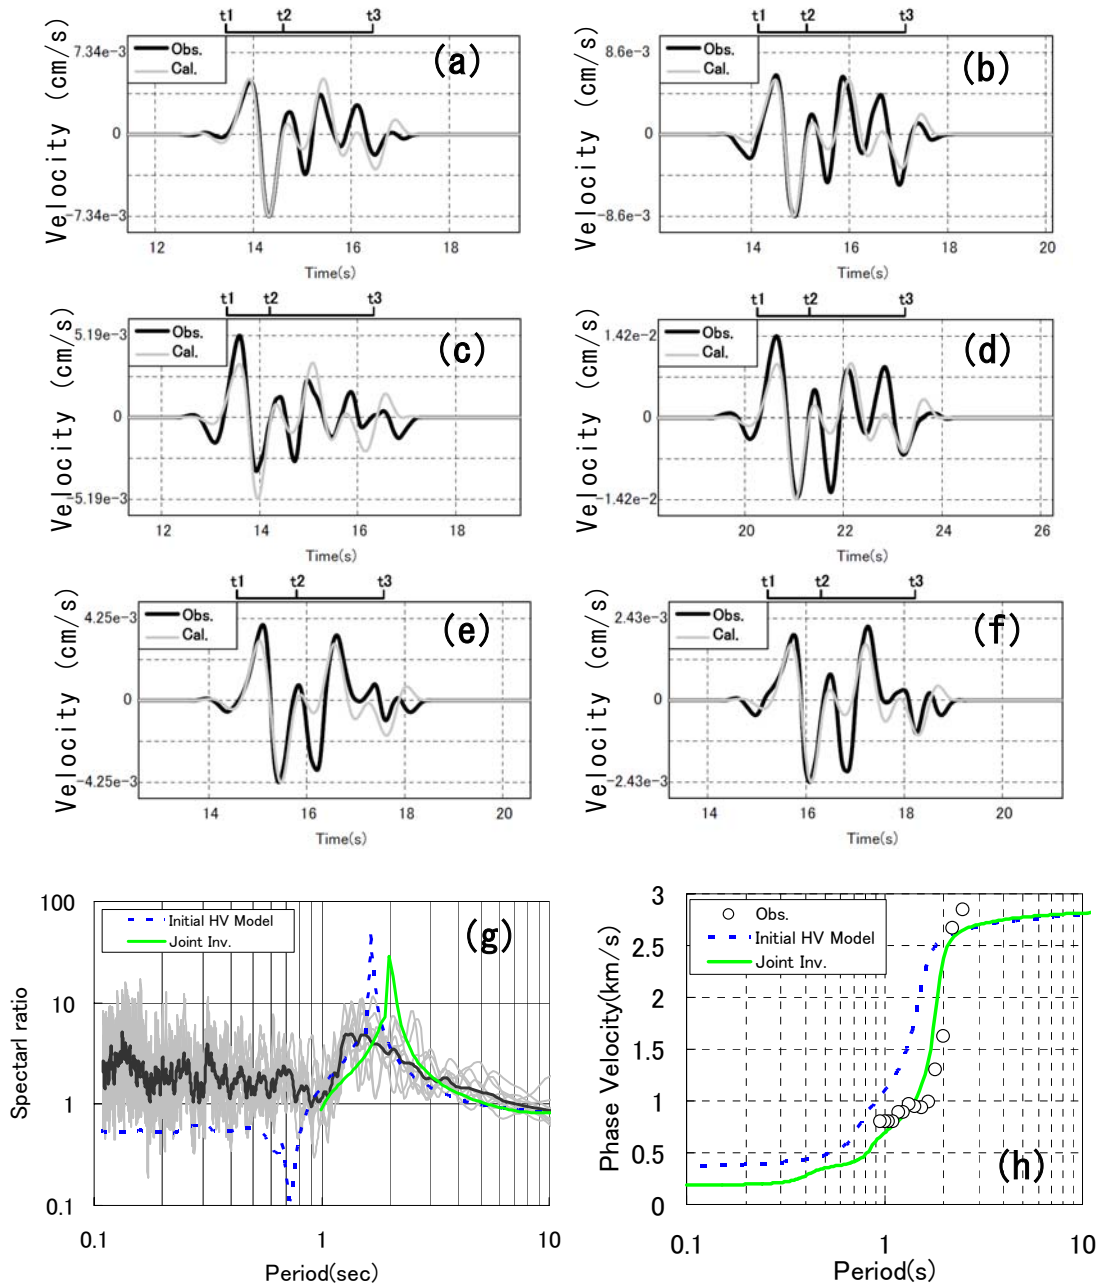 t1 t2 t3
7.34e-3
0
-7.34e-3
Velocity (cm/s)
Obs.
Cal.
(a)
12 14 16 18
Time(s)
t1 t2 t3
8.6e-3
0
-8.6e-3
Velocity (cm/s)
Obs.
Cal.
(b)
14 16 18 20
Time(s)
t1 t2 t3
5.19e-3
0
-5.19e-3
Velocity (cm/s)
Obs.
Cal.
(c)
12 14 16 18
Time(s)
t1 t2 t3
1.42e-2
0
-1.42e-2
Velocity (cm/s)
Obs.
Cal.
(d)
20 22 24 26
Time(s)
t1 t2 t3
4.25e-3
0
-4.25e-3
Velocity (cm/s)
Obs.
Cal.
(e)
14 16 18 20
Time(s)
t1 t2 t3
2.43e-3
0
-2.43e-3
Velocity (cm/s)
Obs.
Cal.
(f)
14 16 18 20
Time(s)
100
10
1
0.1
Spectarl ratio
Initial HV Model
Joint Inv.
(g)
0.1 1 10
Period(sec)
3
2.5
2
1.5
1
0.5
0
Phase Velocity(km/s)
Obs.
Initial HV Model
Joint Inv.
(h)
0.1 1 10
Period(s)